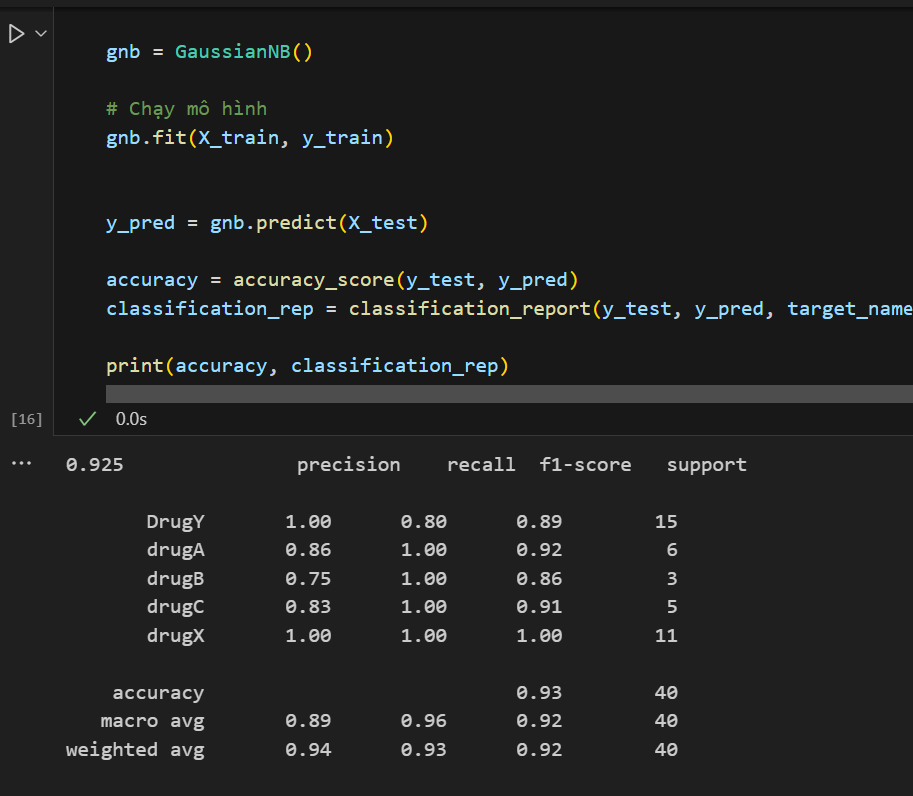 gnb = GaussianNB()
# Chạy mô hình
gnb.fit(X_train, y_train)
y_pred = gnb.predict(X_test)
accuracy = accuracy_score(y_test, y_pred)
classification_rep = classification_report(y_test, y_pred, target_name
print(accuracy, classification_rep)
[16] 0.0s
0.925 precision recall f1-score support
DrugY 1.00 0.80 0.89 15
drugA 0.86 1.00 0.92 6
drugB 0.75 1.00 0.86 3
drugC 0.83 1.00 0.91 5
drugX 1.00 1.00 1.00 11
accuracy 0.93 40
macro avg 0.89 0.96 0.92 40
weighted avg 0.94 0.93 0.92 40